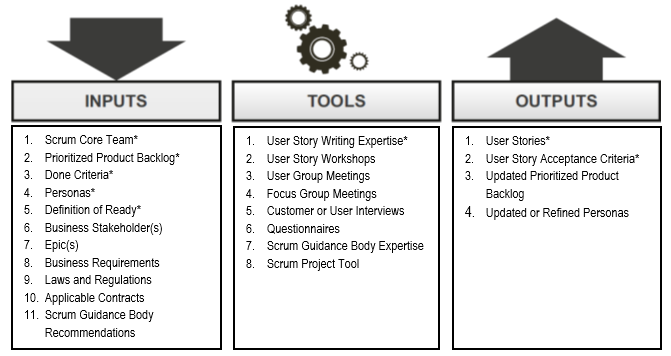 INPUTS
1. Scrum Core Team*
2. Prioritized Product Backlog*
3. Done Criteria*
4. Personas*
5. Definition of Ready*
6. Business Stakeholder(s)
7. Epic(s)
8. Business Requirements
9. Laws and Regulations
10. Applicable Contracts
11. Scrum Guidance Body
Recommendations
TOOLS
1. User Story Writing Expertise*
2. User Story Workshops
3. User Group Meetings
4. Focus Group Meetings
5. Customer or User Interviews
6. Questionnaires
7. Scrum Guidance Body Expertise
8. Scrum Project Tool
OUTPUTS
1. User Stories*
2. User Story Acceptance Criteria*
3. Updated Prioritized Product
Backlog
4. Updated or Refined Personas